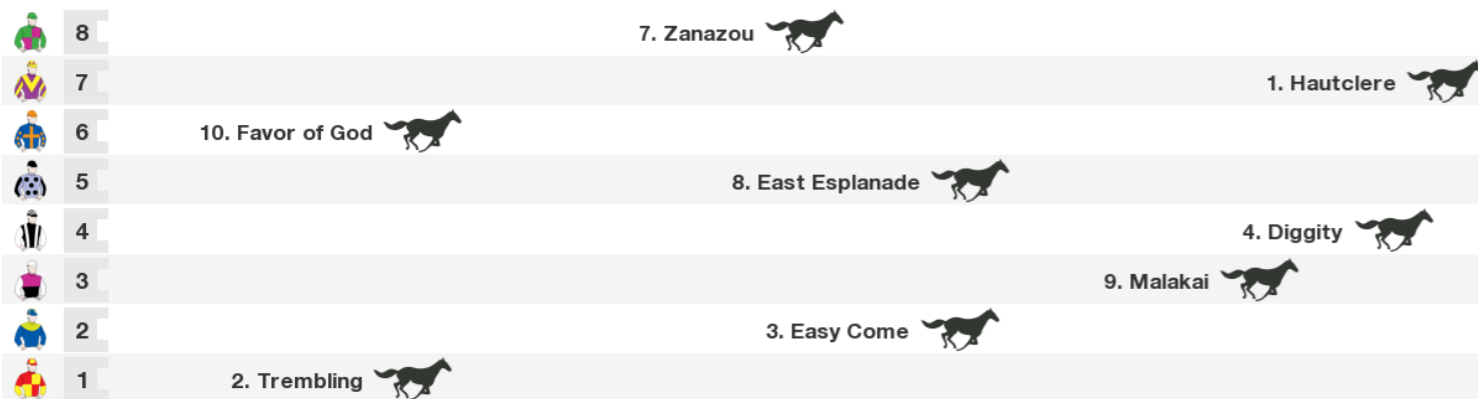 8 7. Zanazou
7 1. Hautclere
6 10. Favor of God
5 8. East Esplanade
4 4. Diggity
3 9. Malakai
2 3. Easy Come
1 2. Trembling